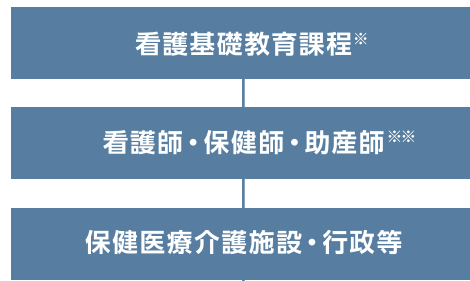 看護基礎教育課程※
看護師・保健師・助産師※※
保健医療介護施設・行政等